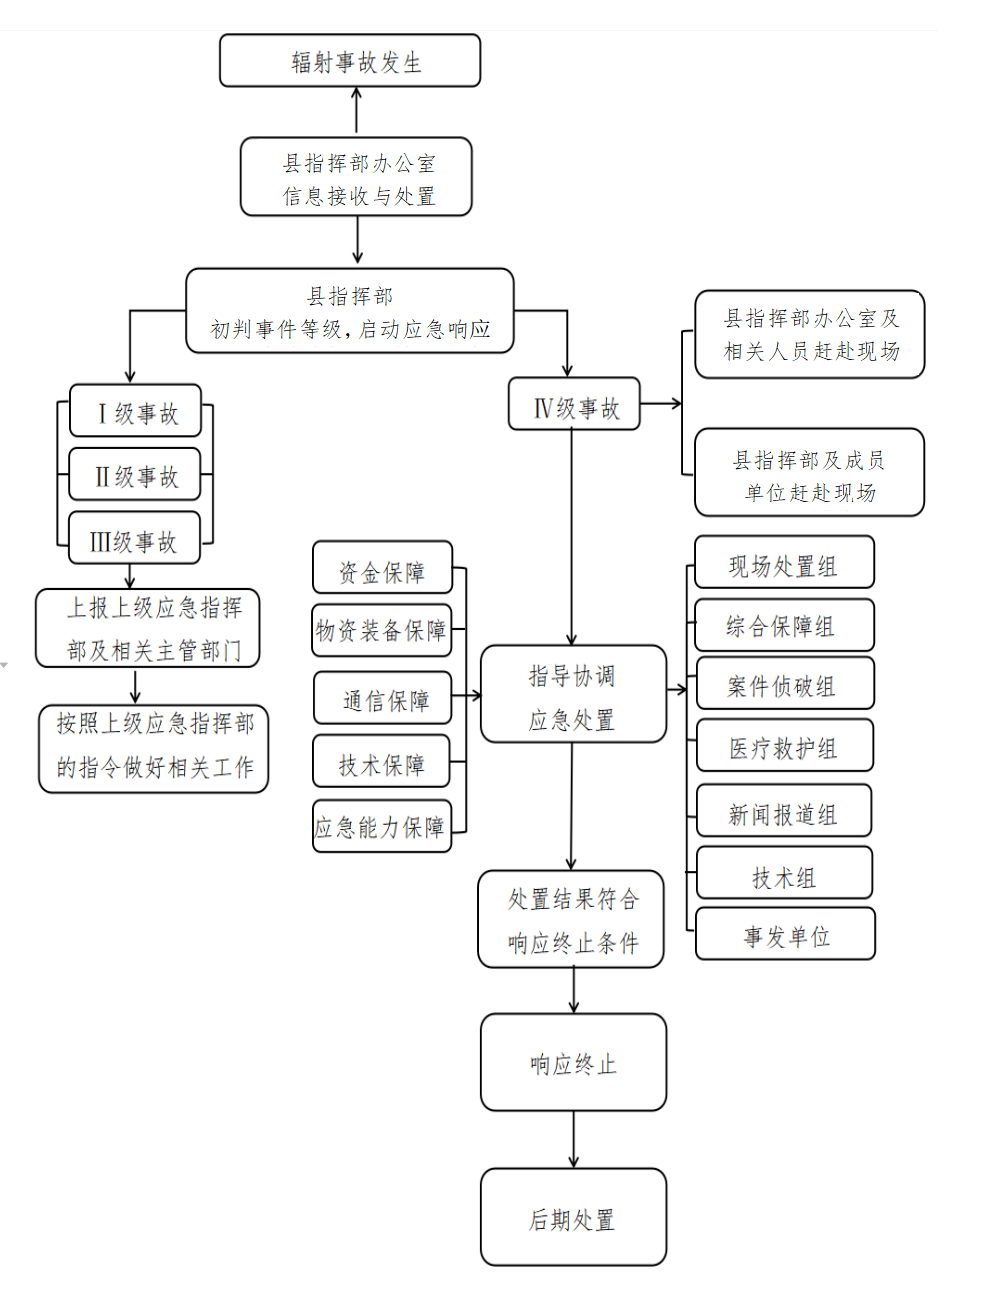 辐射事故发生
县指挥部办公室
信息接收与处置
县指挥部
初判事件等级，启动应急响应
县指挥部办公室及
相关人员赶赴现场
Ⅰ级事故
Ⅳ级事故
县指挥部及成员
单位赶赴现场
Ⅱ级事故
Ⅲ级事故
上报上级应急指挥
部及相关主管部门
按照上级应急指挥部
的指令做好相关工作
资金保障
物资装备保障
通信保障
技术保障
应急能力保障
指导协调
应急处置
现场处置组
综合保障组
案件侦破组
医疗救护组
新闻报道组
技术组
事发单位
处置结果符合
响应终止条件
响应终止
后期处置